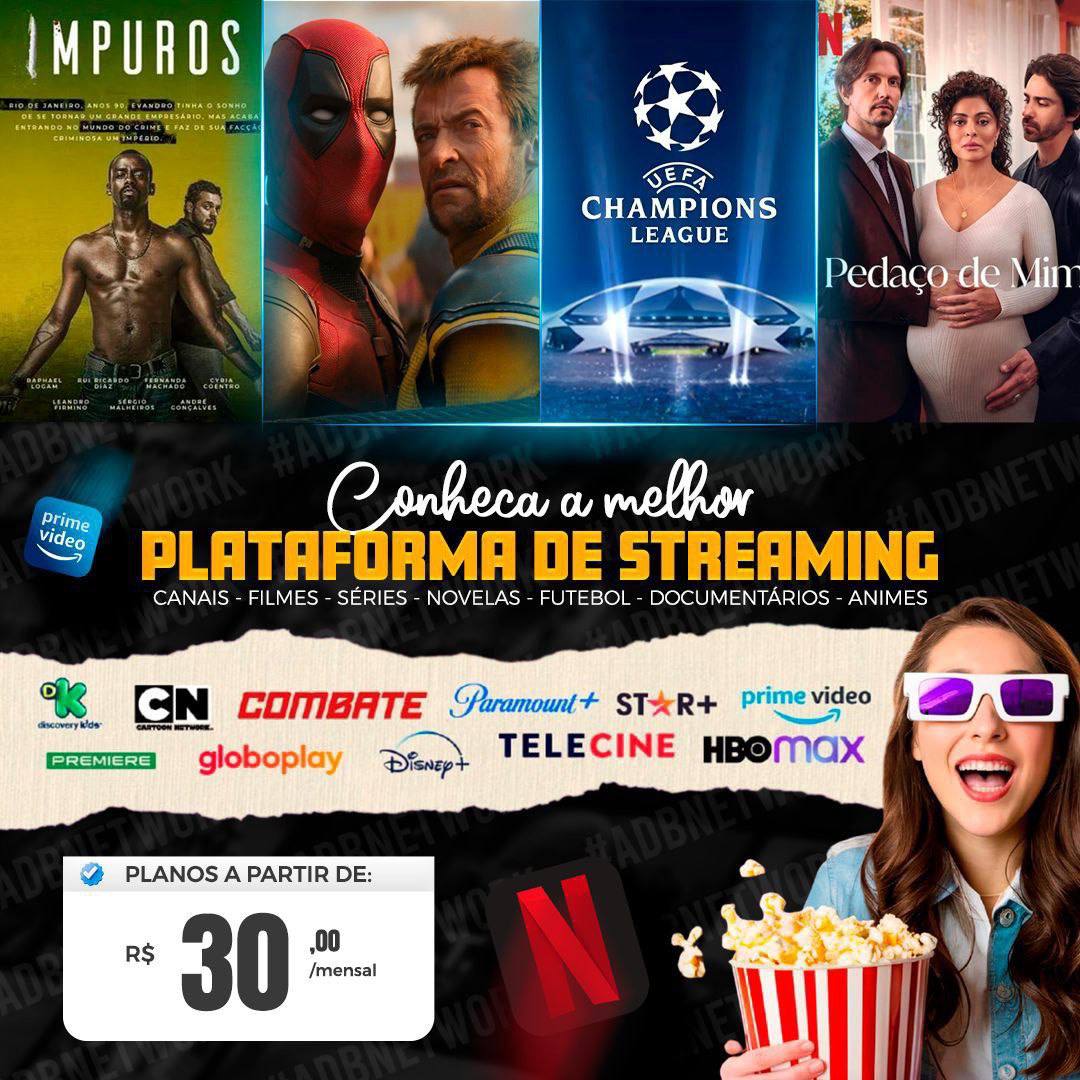 IMPUROS
RIO DE JANEIRO, ANOS 90, EVANDRO TINHA O SONHO
DE SE TORNAR UM GRANDE EMPRESÁRIO, MAS ACABA
ENTRANDO NO MUNDO DO CRIME E FAZ DE SUA FACÇÃ
CRIMINOSA UM IMPÉRIO.
RAPHAEL LOGAM RUI RICARDO DIAZ FERNANDA MACHADO CYRIA COENTRO
LEANDRO FIRMINO SÉRGIO MALHEIROS ANDRÉ GONÇALVES
UEFA
CHAMPIONS
LEAGUE
N
Pedaço de Mim
#ADBNETWORK
prime
video
Conheca a melhor
PLATAFORMA DE STREAMING
CANAIS - FILMES - SÉRIES - NOVELAS - FUTEBOL - DOCUMENTÁRIOS - ANIMES
DK discovery kids CN CARTOON NETWORK COMBATE Paramount+ ST★R+ prime video
PREMIERE globoplay Disney+ TELECINE HBOmax
PLANOS A PARTIR DE:
R$ 30,00
/mensal
N